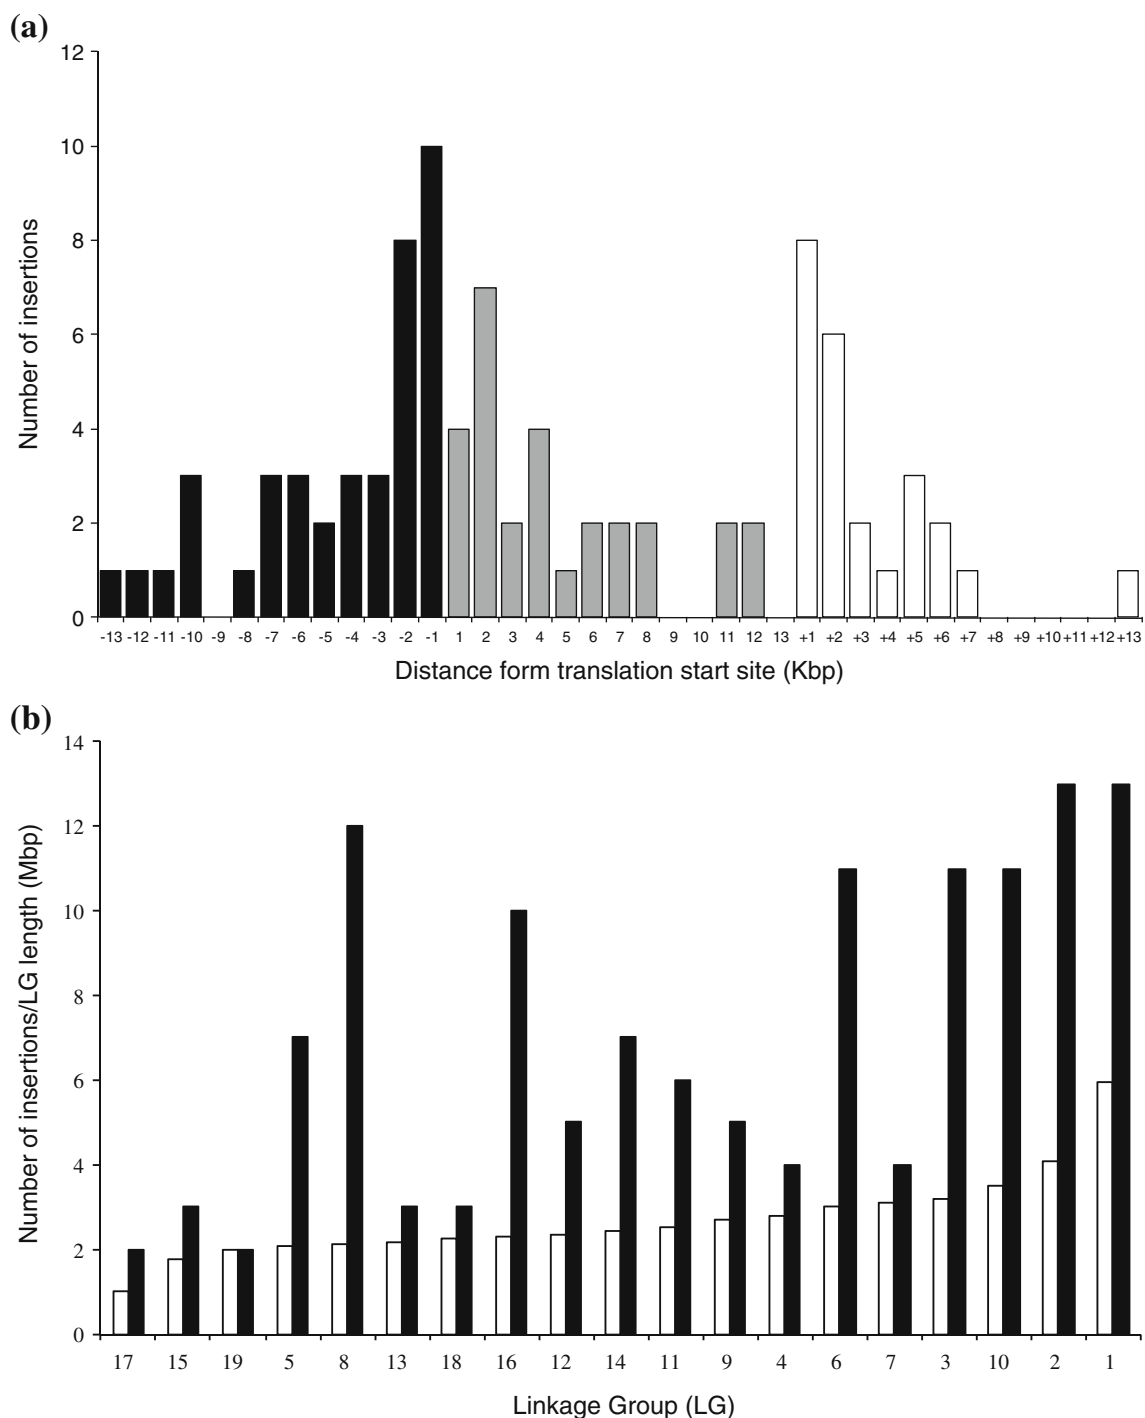 (a)
12
10
8
6
4
2
0
Number of insertions
-13 -12 -11 -10 -9 -8 -7 -6 -5 -4 -3 -2 -1 1 2 3 4 5 6 7 8 9 10 11 12 13 +1 +2 +3 +4 +5 +6 +7 +8 +9 +10 +11 +12 +13
Distance form translation start site (Kbp)
(b)
14
12
10
8
6
4
2
0
Number of insertions/LG length (Mbp)
17 15 19 5 8 13 18 16 12 14 11 9 4 6 7 3 10 2 1
Linkage Group (LG)